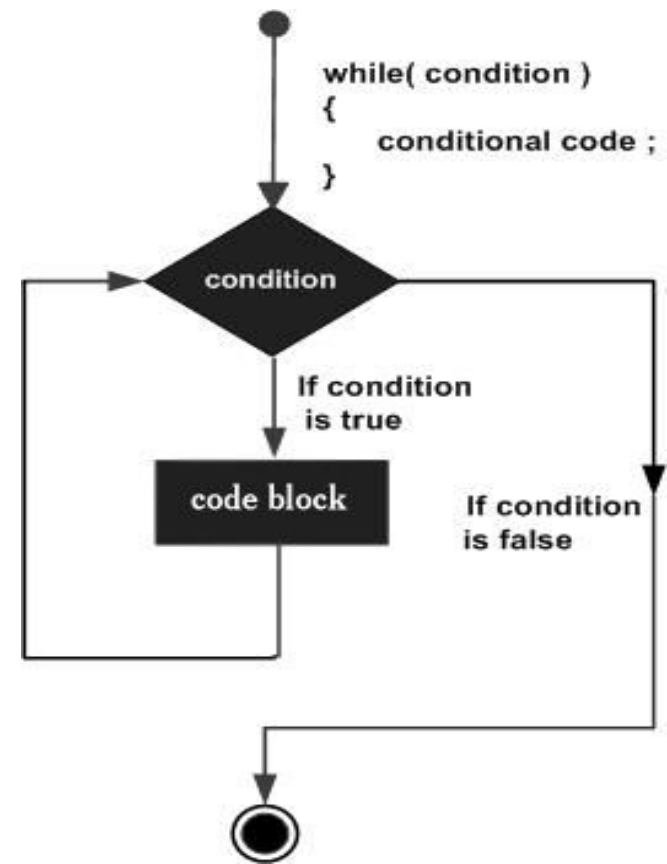 while( condition )
{
conditional code ;
}
condition
If condition
is true
code block
If condition
is false